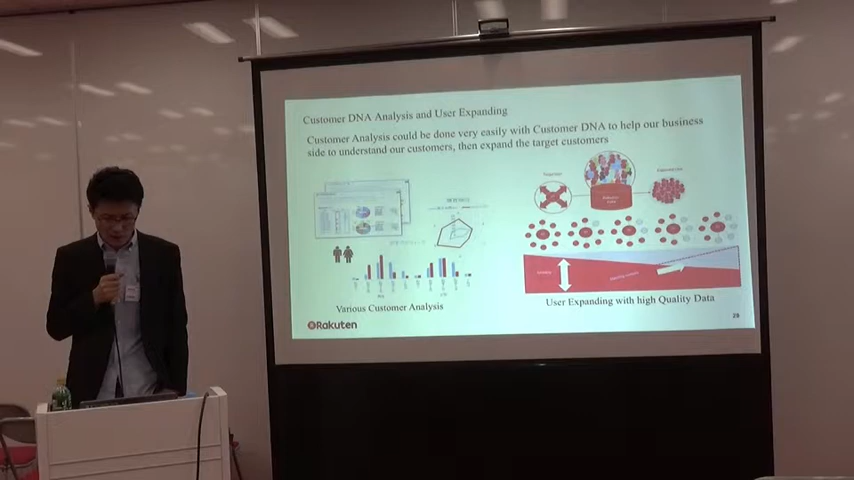 Customer DNA Analysis and User Expanding
Customer Analysis could be done very easily with Customer DNA to help our business
side to understand our customers, then expand the target customers
Various Customer Analysis
User Expanding with high Quality Data
Rakuten
28